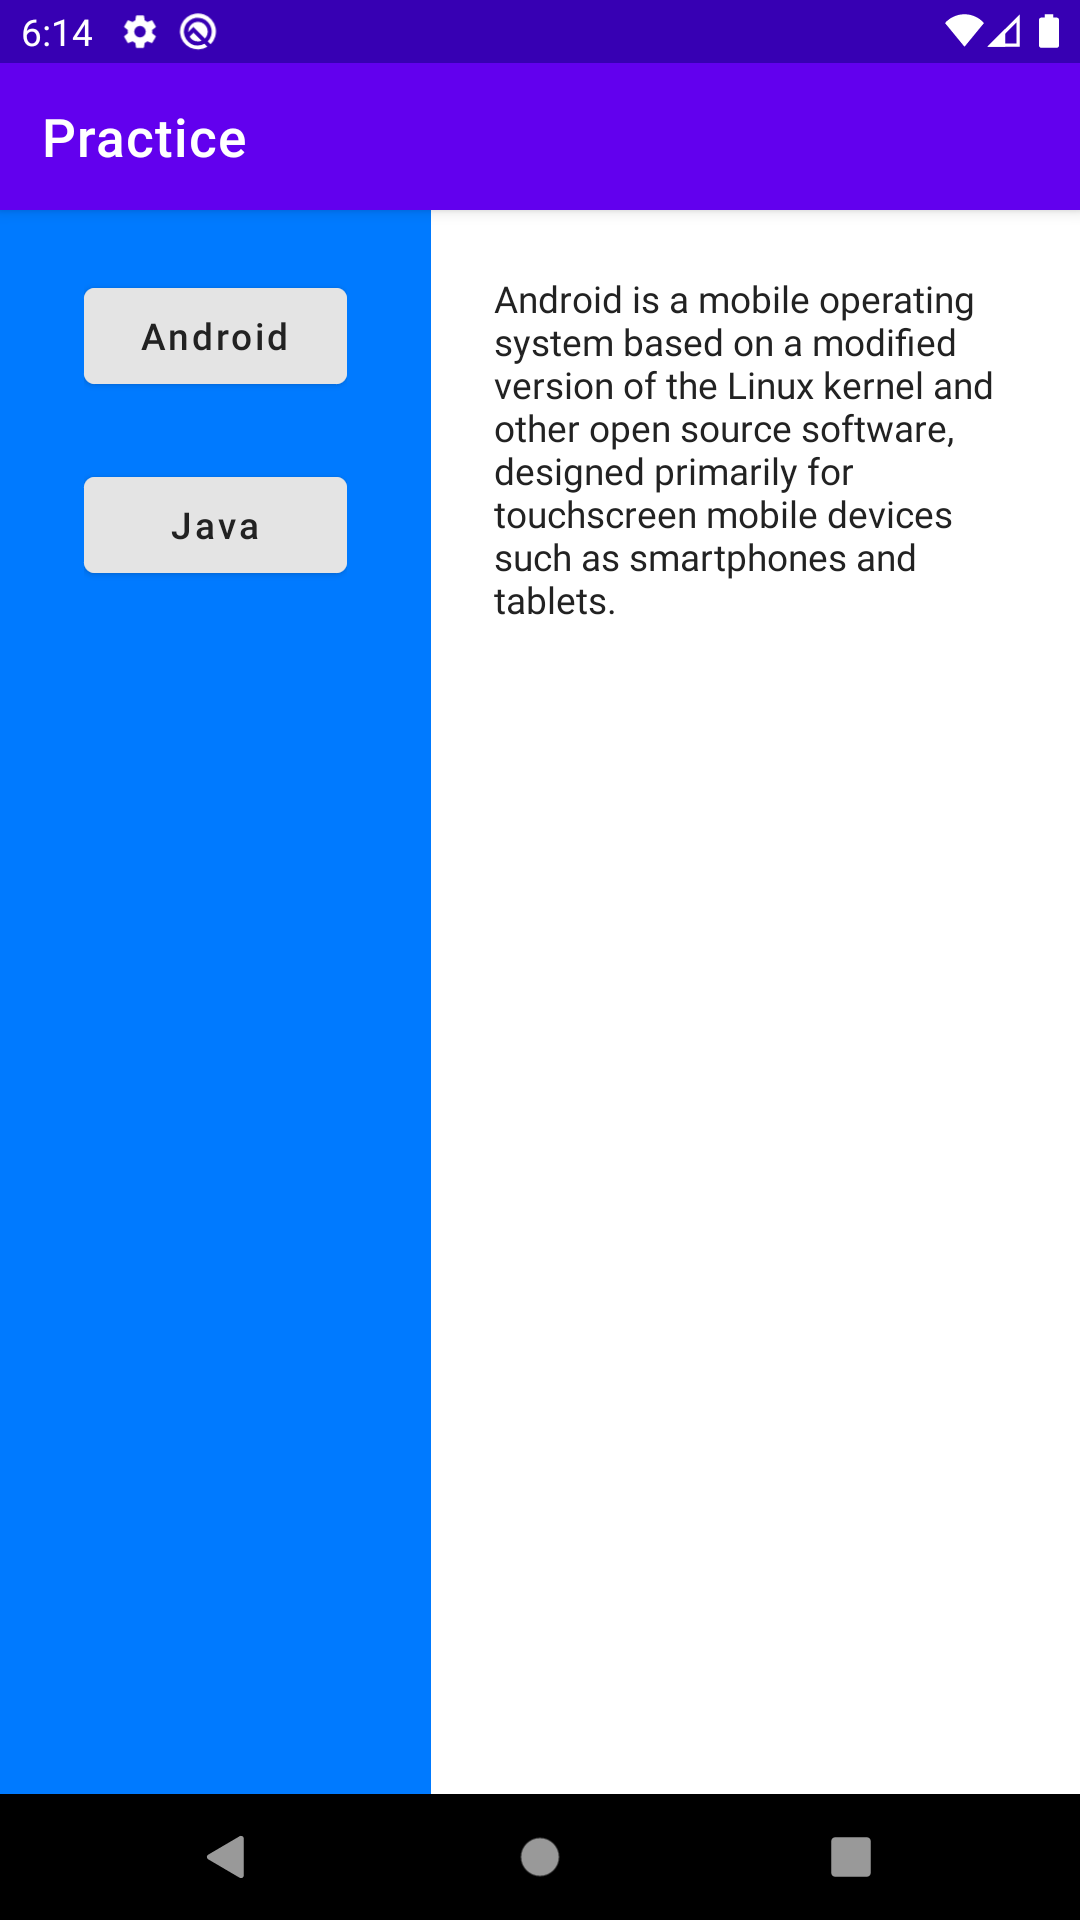 6:14
Practice
Android
Java
Android is a mobile operating
system based on a modified
version of the Linux kernel and
other open source software,
designed primarily for
touchscreen mobile devices
such as smartphones and
tablets.